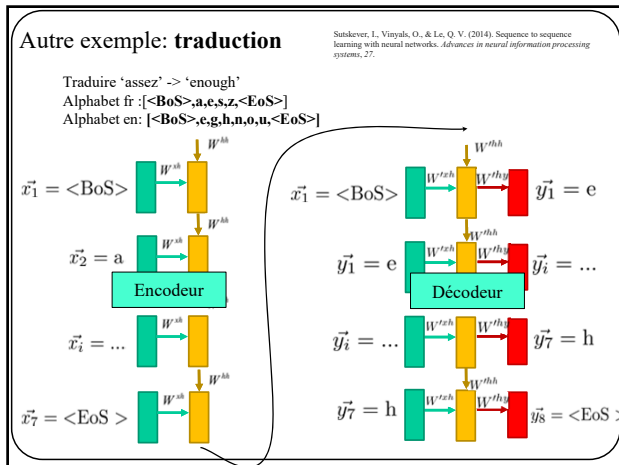 Autre exemple: traduction
Sutskever, I., Vinyals, O., & Le, Q. V. (2014). Sequence to sequence
learning with neural networks. Advances in neural information processing
systems, 27.
Traduire ‘assez’ -> ‘enough’
Alphabet fr :[<BoS>,a,e,s,z,<EoS>]
Alphabet en: [<BoS>,e,g,h,n,o,u,<EoS>]
W^hh
x⃗1 = <BoS>
W^xh
W^hh
x⃗2 = a
W^xh
Encodeur
x⃗i = ...
W^xh
W^hh
x⃗7 = <EoS >
W^xh
W'^hh
x⃗1 = <BoS>
W'^xh
W'^hy
y⃗1 = e
W'^hh
y⃗1 = e
W'^xh
W'^hy
y⃗i = ...
Décodeur
y⃗i = ...
W'^xh
W'^hy
y⃗7 = h
W'^hh
y⃗7 = h
W'^xh
W'^hy
y⃗8 = <EoS >